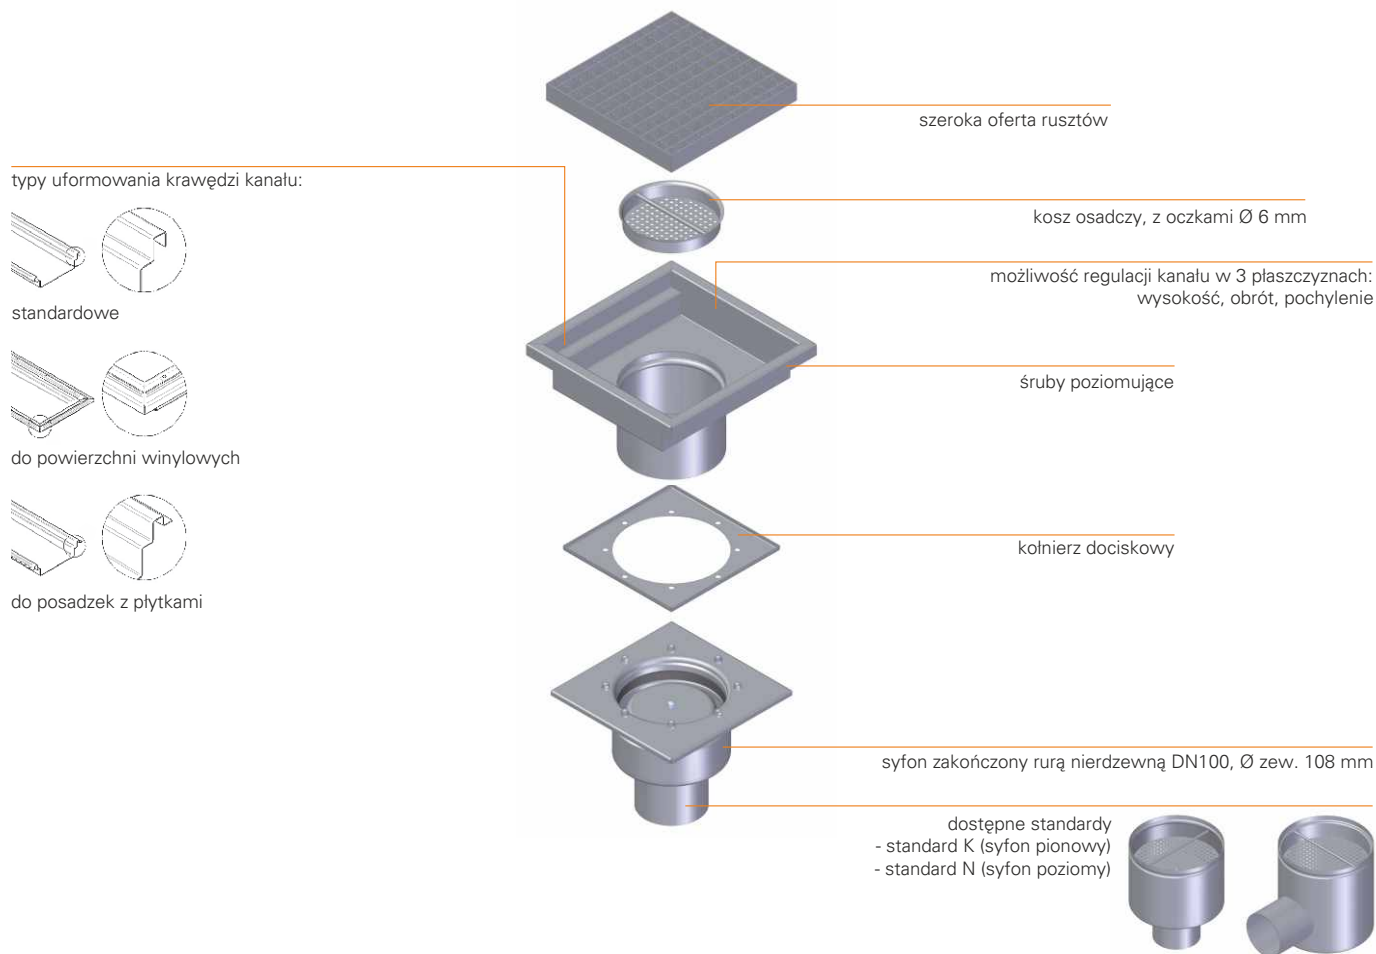 szeroka oferta rusztów
typy uformowania krawędzi kanału:
kosz osadczy, z oczkami Ø 6 mm
możliwość regulacji kanału w 3 płaszczyznach:
wysokość, obrót, pochylenie
standardowe
śruby poziomujące
do powierzchni winylowych
kołnierz dociskowy
do posadzek z płytkami
syfon zakończony rurą nierdzewną DN100, Ø zew. 108 mm
dostępne standardy
- standard K (syfon pionowy)
- standard N (syfon poziomy)